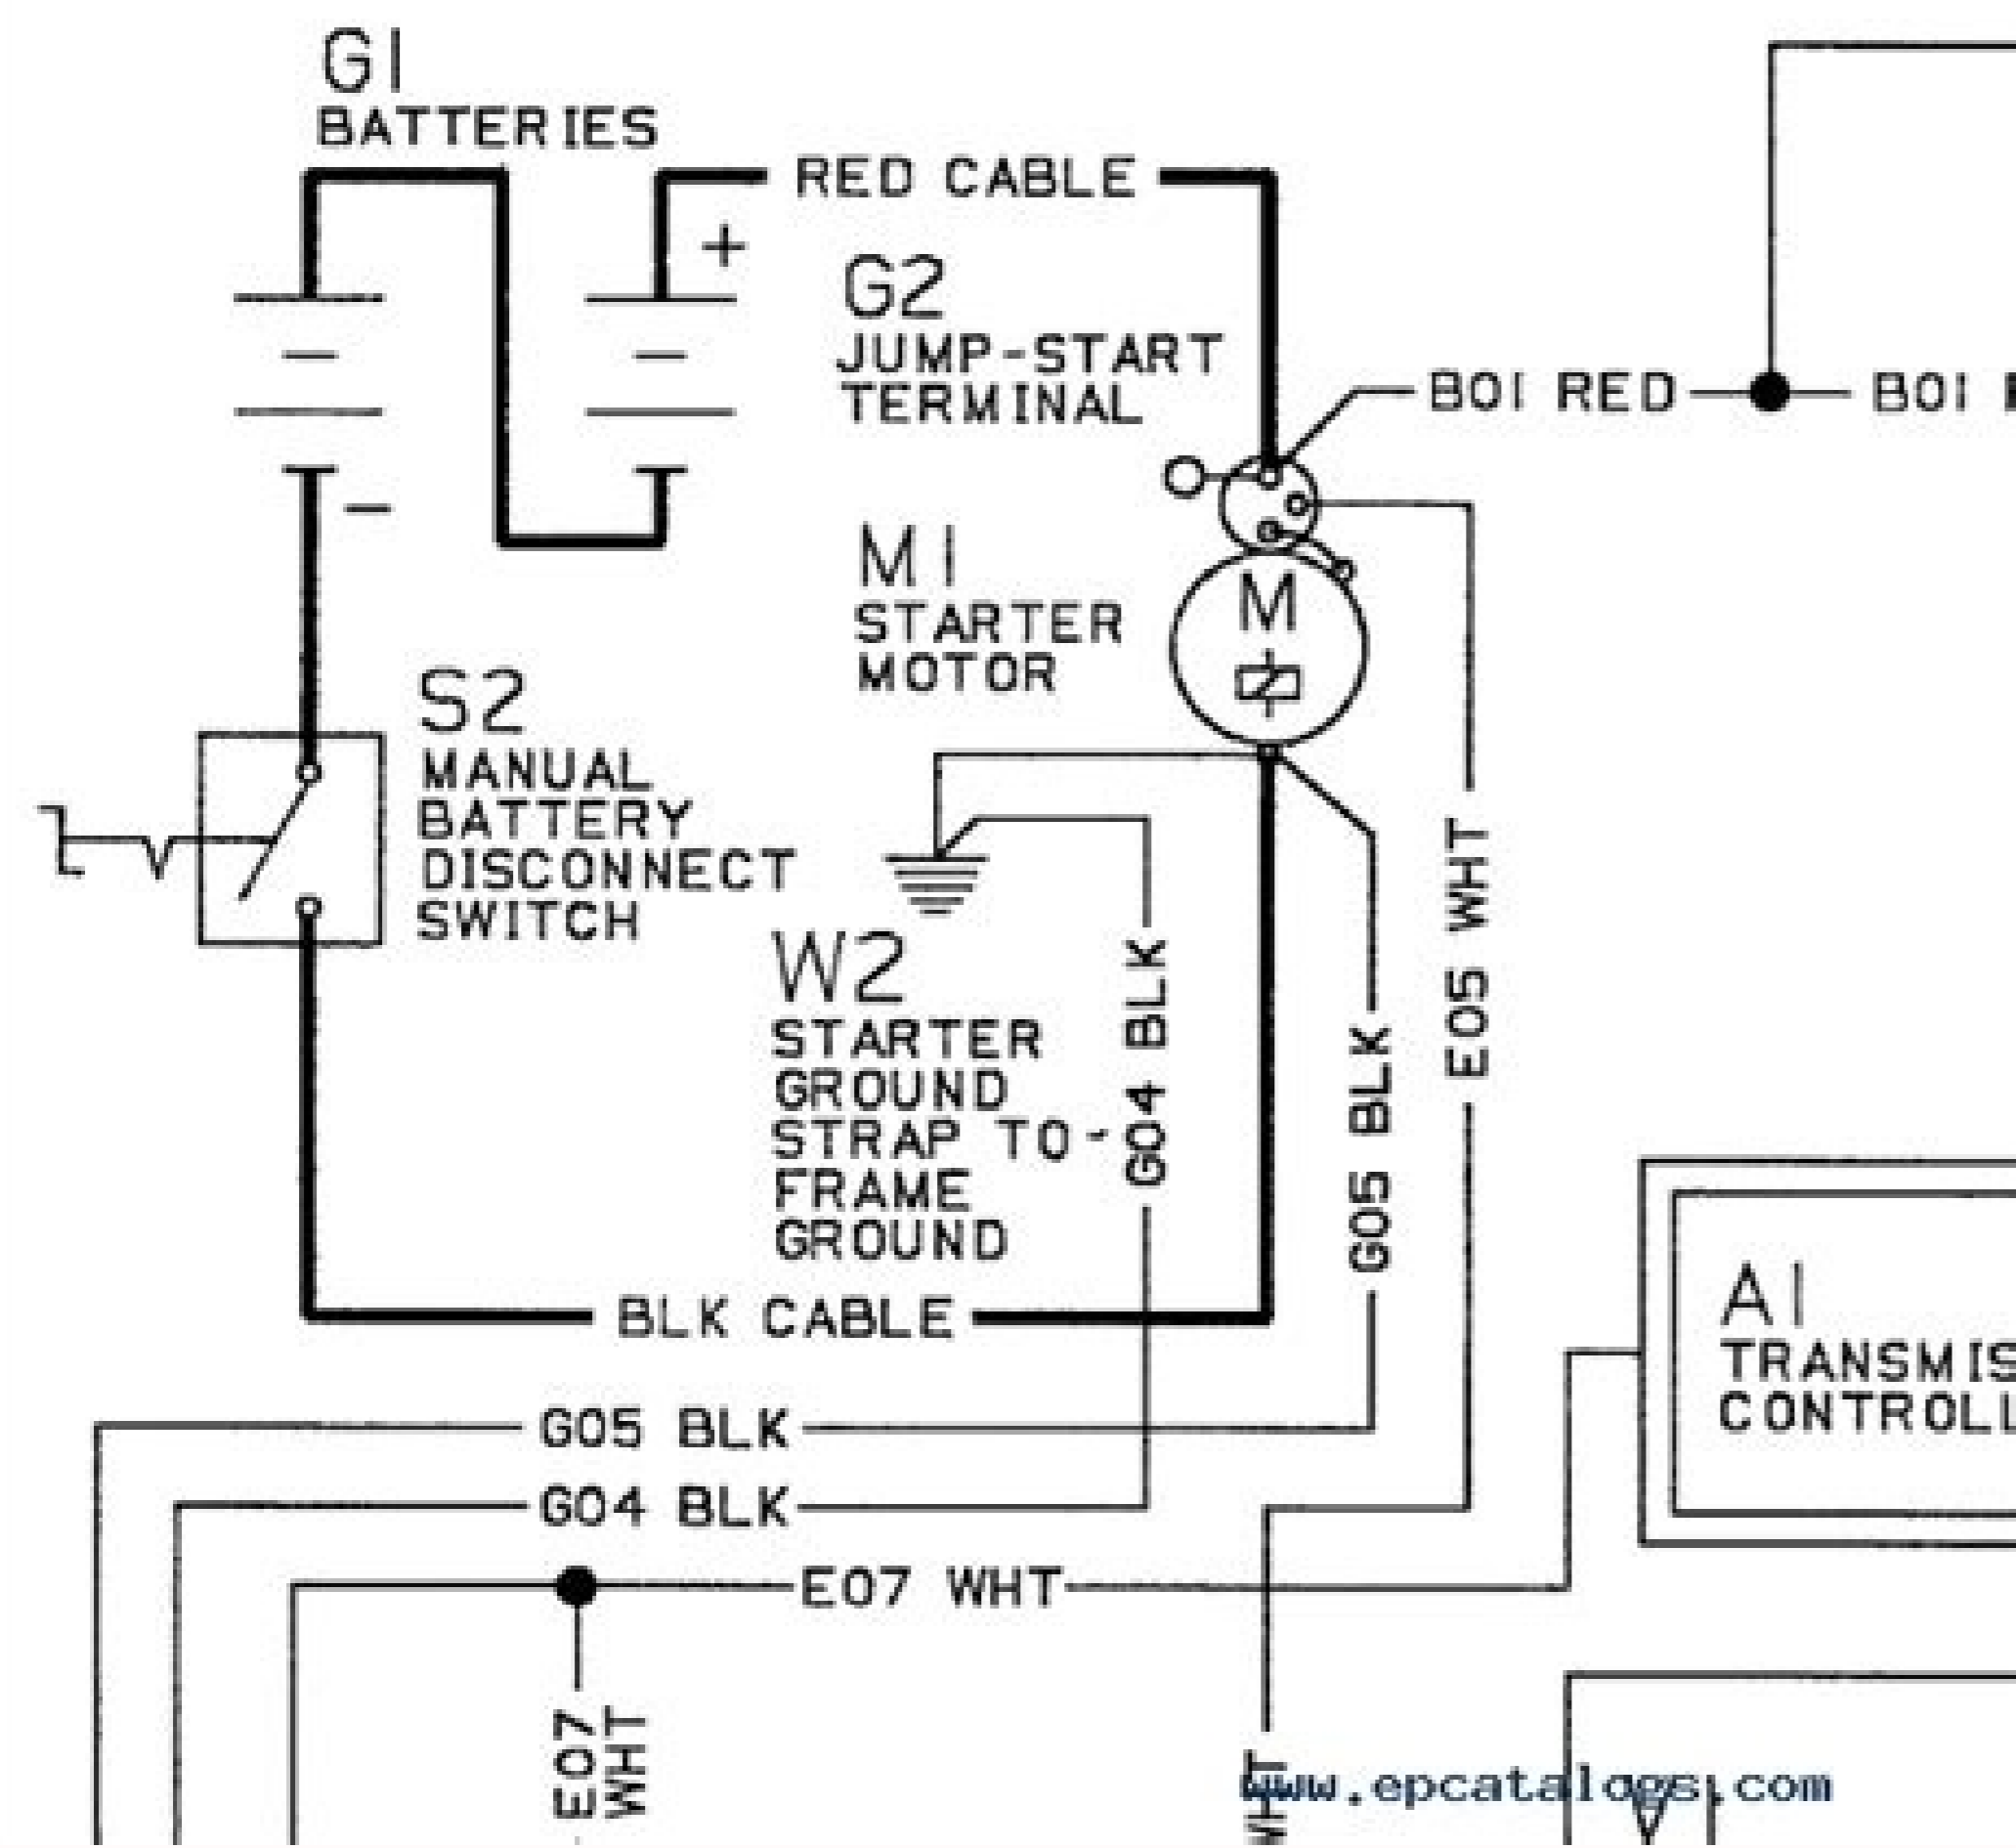 G1
BATTERIES
RED CABLE
+
G2
JUMP-START
TERMINAL
B01 RED
B01
−
M1
STARTER
MOTOR
M
S2
MANUAL
BATTERY
DISCONNECT
SWITCH
W2
STARTER
GROUND
STRAP TO
FRAME
GROUND
G04 BLK
G05 BLK
E05 WHT
BLK CABLE
A1
TRANSMIS
CONTROLL
G05 BLK
G04 BLK
E07 WHT
E07
WHT
WHT
www.epcatalogs.com